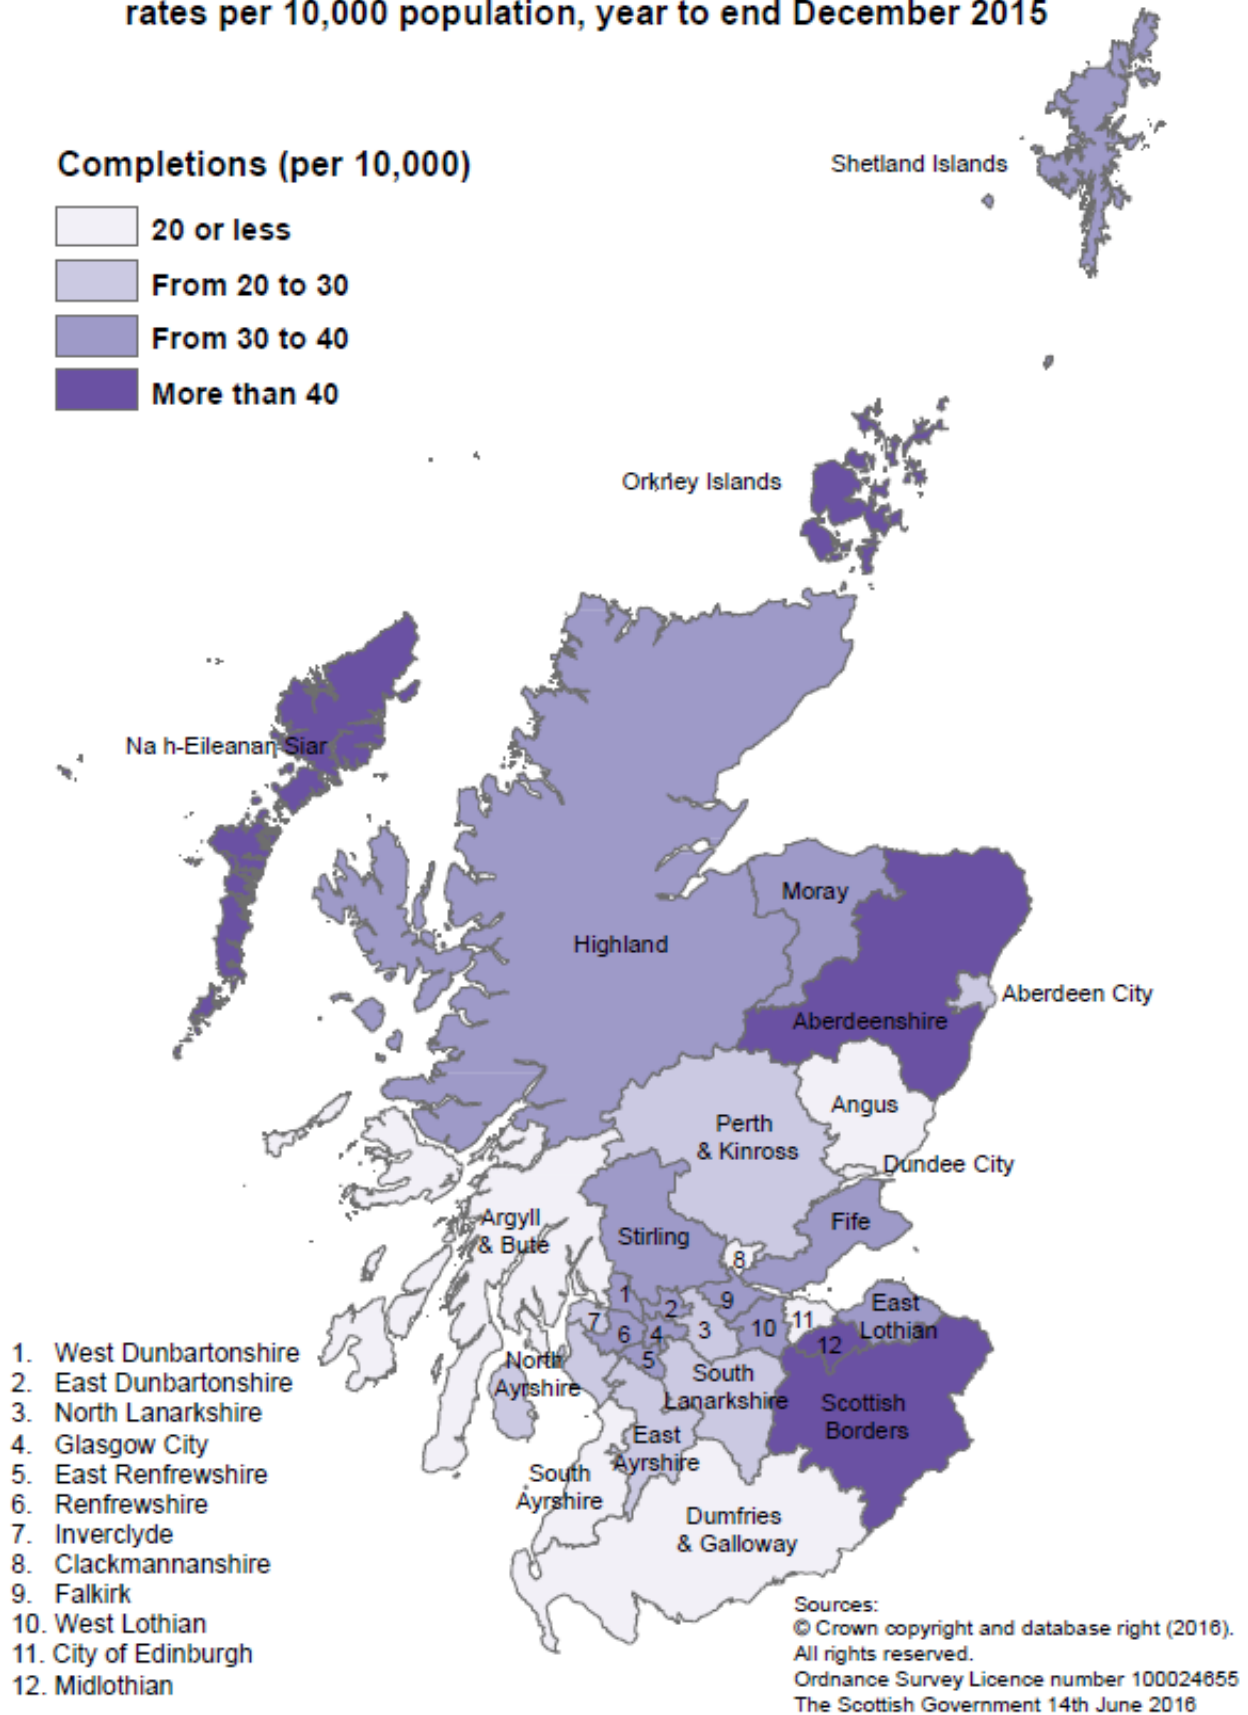 rates per 10,000 population, year to end December 2015
Completions (per 10,000)
20 or less
From 20 to 30
From 30 to 40
More than 40
Shetland Islands
Orkney Islands
Na h-Eileanan Siar
Moray
Highland
Aberdeen City
Aberdeenshire
Angus
Perth
& Kinross
Dundee City
Argyll
& Bute
Stirling
Fife
8
1
2
9
East
Lothian
7
6
4
3
10
11
12
5
North
Ayrshire
South
Lanarkshire
Scottish
Borders
East
Ayrshire
South
Ayrshire
Dumfries
& Galloway
1. West Dunbartonshire
2. East Dunbartonshire
3. North Lanarkshire
4. Glasgow City
5. East Renfrewshire
6. Renfrewshire
7. Inverclyde
8. Clackmannanshire
9. Falkirk
10. West Lothian
11. City of Edinburgh
12. Midlothian
Sources:
© Crown copyright and database right (2016).
All rights reserved.
Ordnance Survey Licence number 100024655
The Scottish Government 14th June 2016